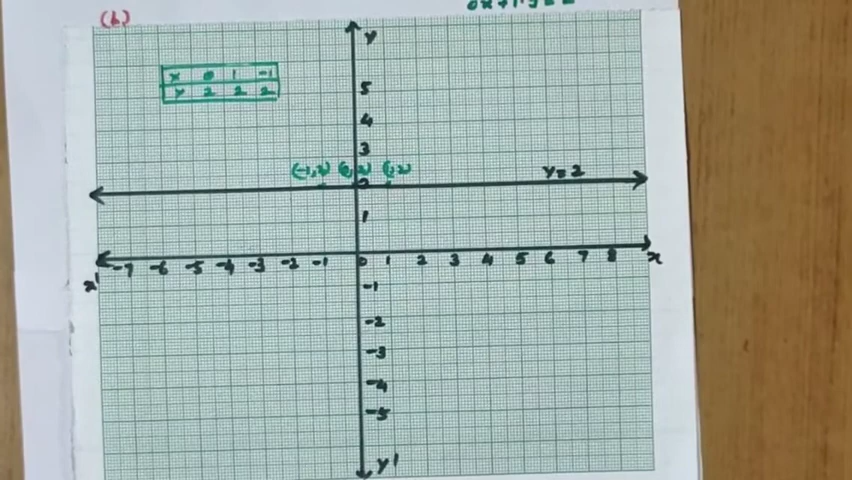 (b)
Y
x 0 1 -1
y 2 2 2
5
4
3
(-1,2) (0,2) (1,2)
y=2
2
1
-7 -6 -5 -4 -3 -2 -1 0 1 2 3 4 5 6 7 8 x
x'
-1
-2
-3
-4
-5
y'